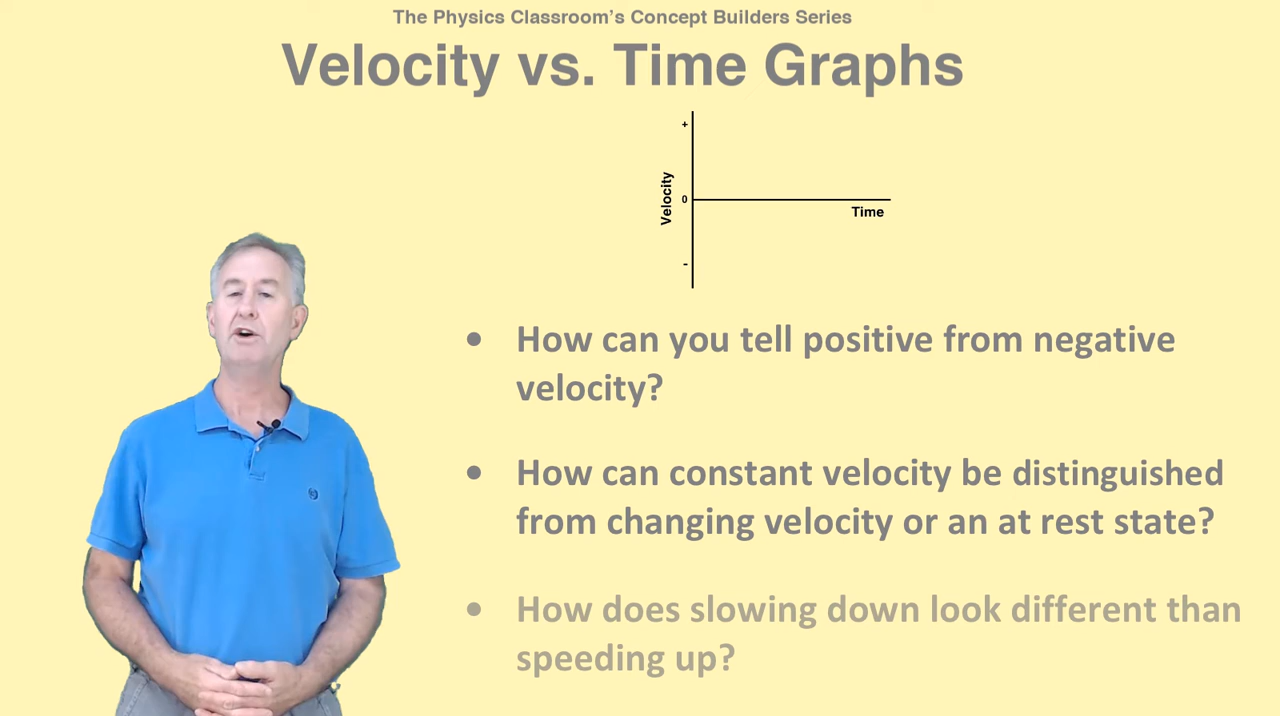 The Physics Classroom’s Concept Builders Series
Velocity vs. Time Graphs
+
Velocity
0
Time
-
• How can you tell positive from negative
velocity?
• How can constant velocity be distinguished
from changing velocity or an at rest state?
• How does slowing down look different than
speeding up?